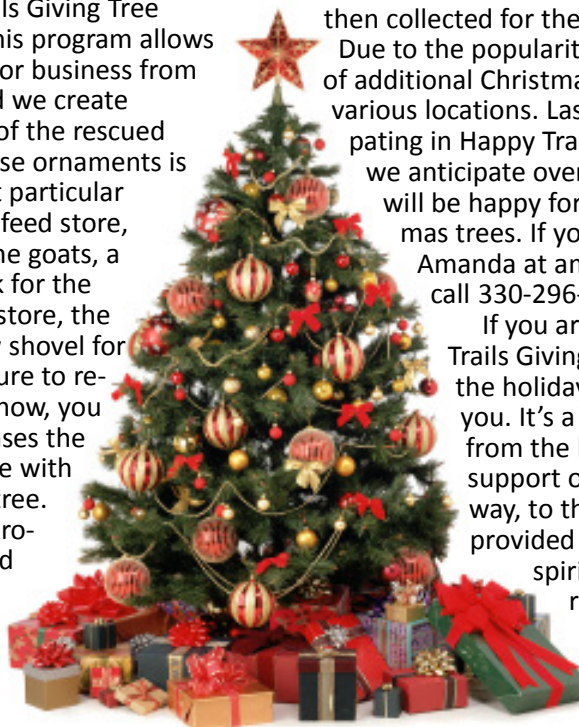 ls Giving Tree
his program allows
or business from
d we create
of the rescued
se ornaments is
t particular
feed store,
he goats, a
k for the
store, the
shovel for
ure to re-
now, you
ases the
e with
tree.
ro-
d
then collected for the
Due to the popularit
of additional Christma
various locations. Las
pating in Happy Tra
we anticipate over
will be happy for
mas trees. If yo
Amanda at an
call 330-296-
If you ar
Trails Giving
the holiday
you. It's a
from the
support o
way, to th
provided
spiri
r